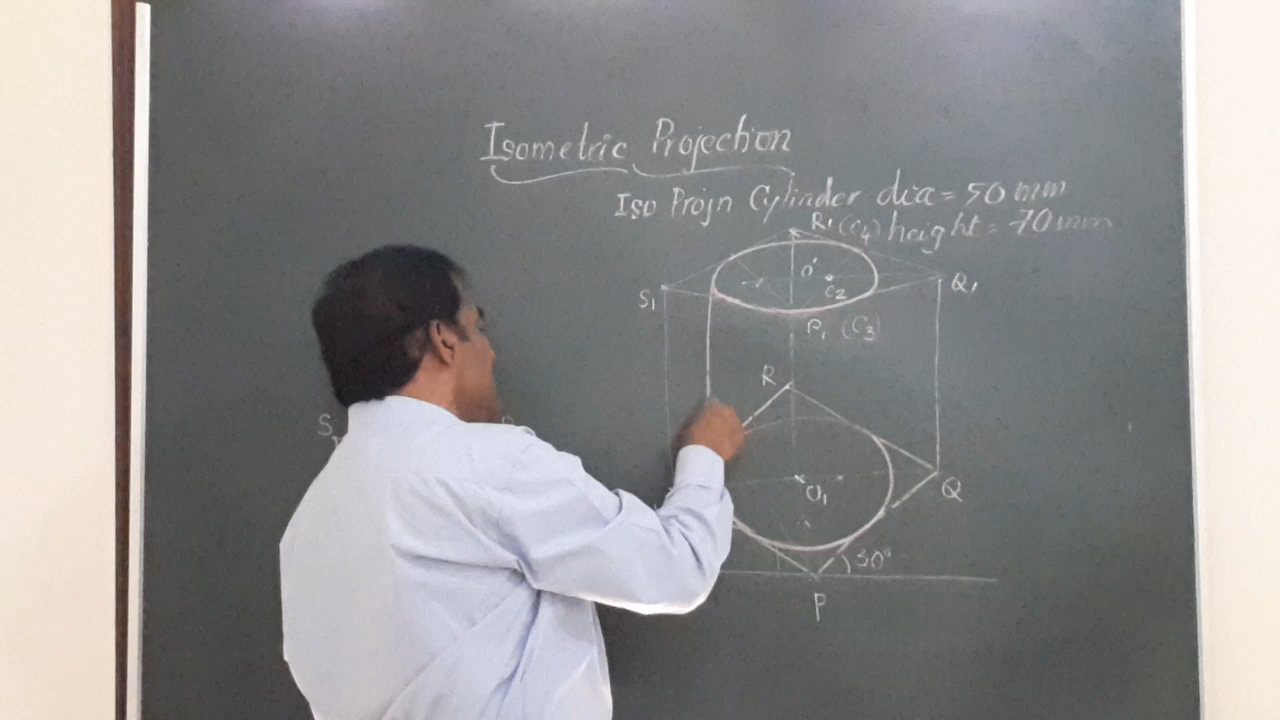 Isometric Projection
Iso Projn Cylinder dia = 50 mm
R1 (C4) height = 70 mm
O'
S1
C2
Q1
P1 (C3)
R
S
O1
Q
30°
P